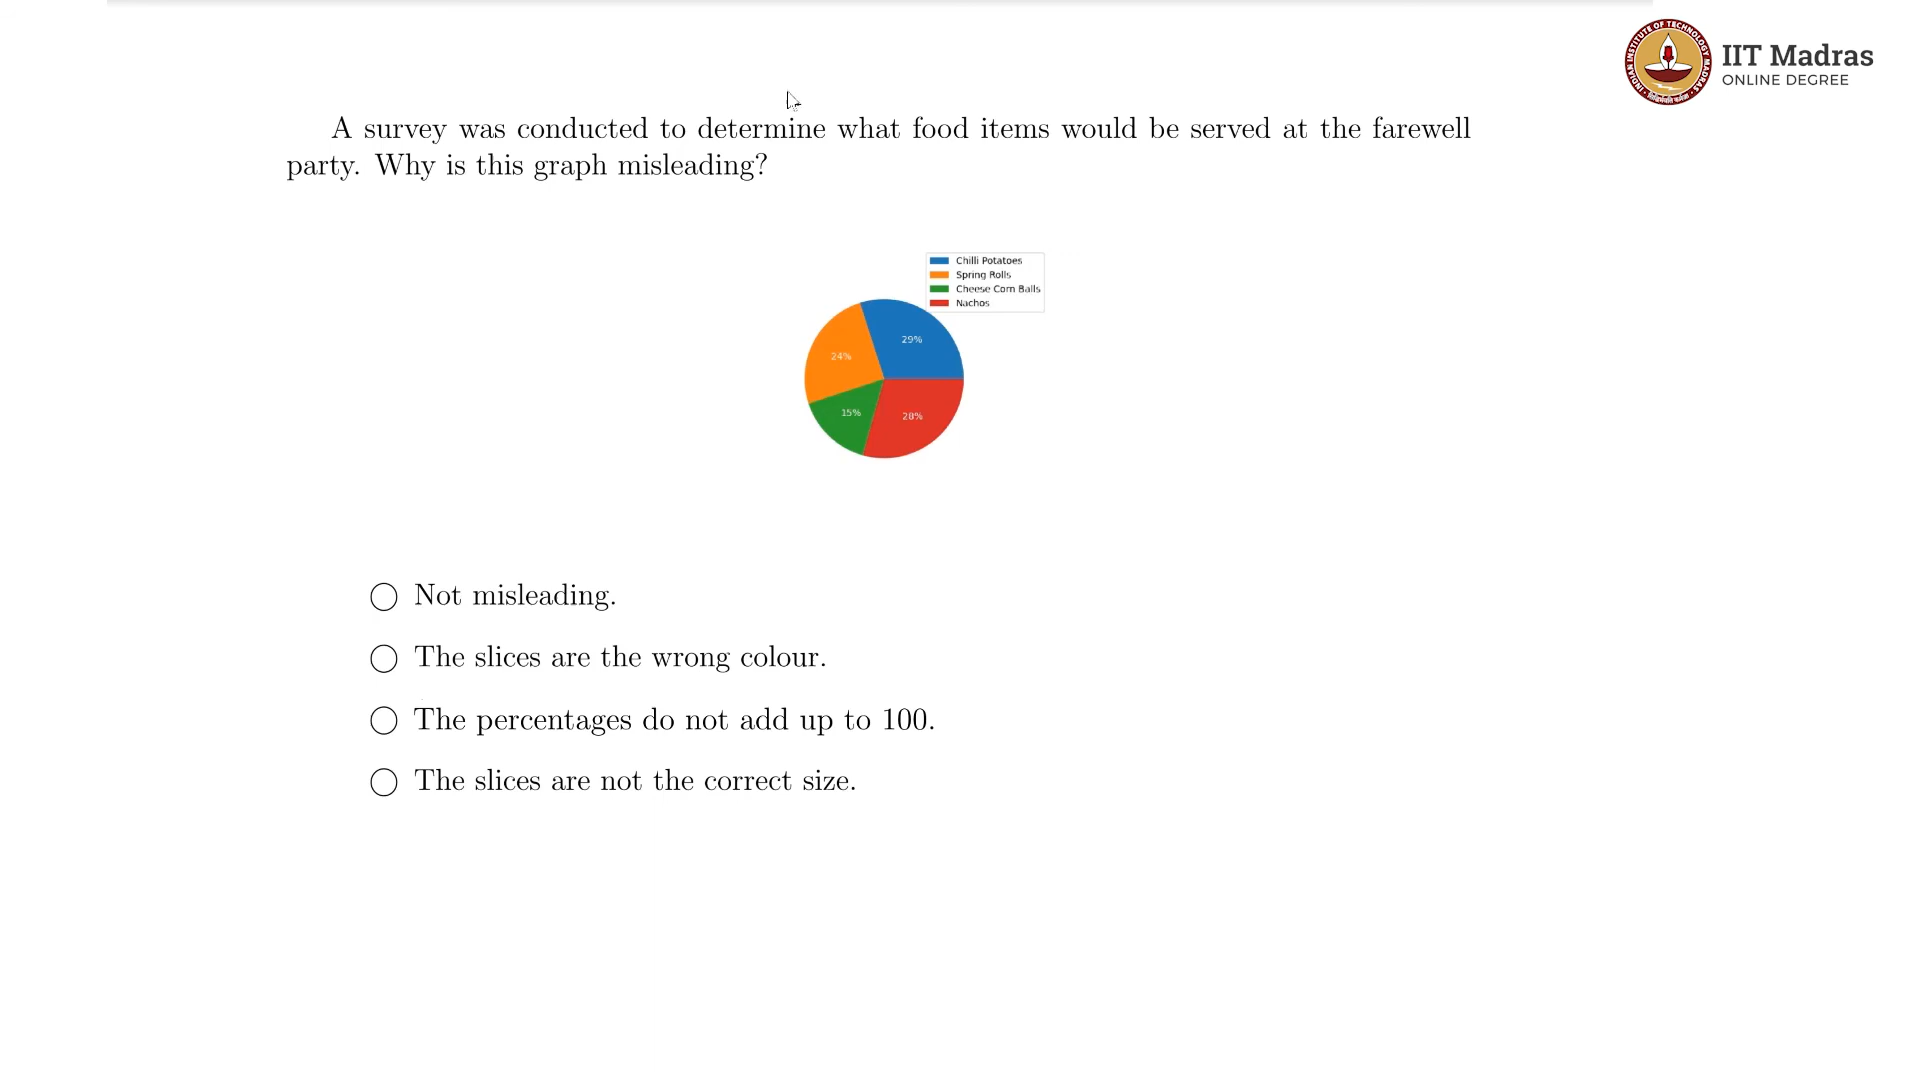 IIT Madras
ONLINE DEGREE
A survey was conducted to determine what food items would be served at the farewell
party. Why is this graph misleading?
Chilli Potatoes
Spring Rolls
Cheese Corn Balls
Nachos
29%
24%
15%
28%
Not misleading.
The slices are the wrong colour.
The percentages do not add up to 100.
The slices are not the correct size.